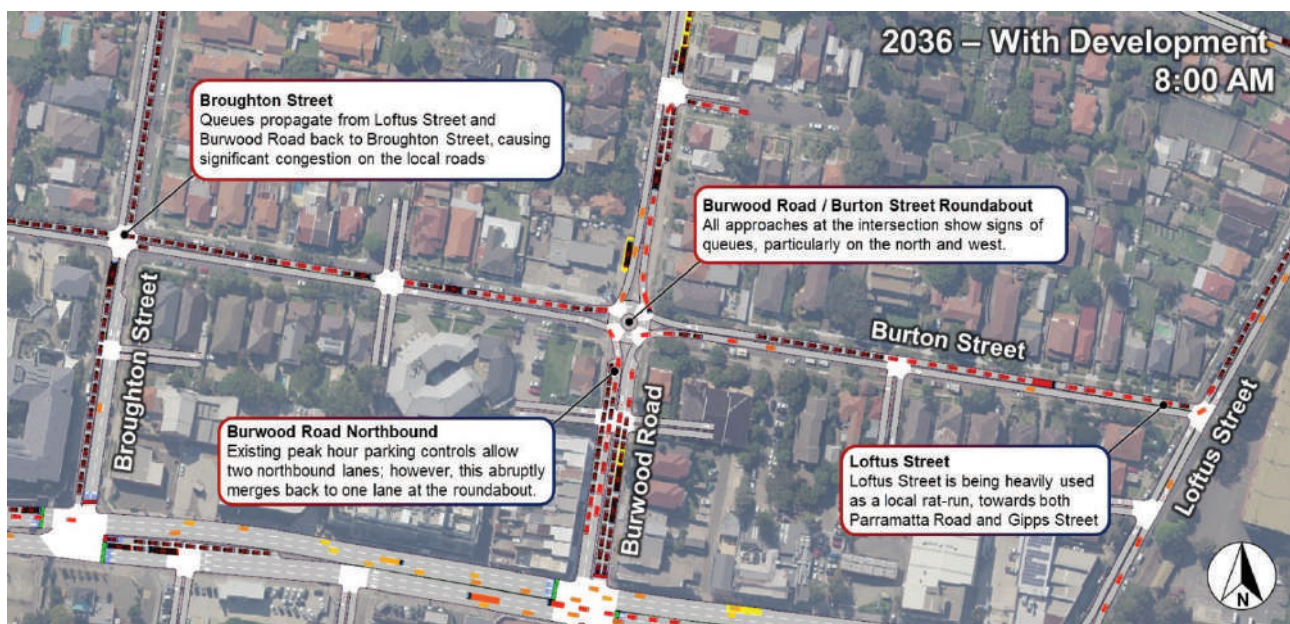 2036 – With Development
8:00 AM
Broughton Street
Queues propagate from Loftus Street and
Burwood Road back to Broughton Street, causing
significant congestion on the local roads
Burwood Road / Burton Street Roundabout
All approaches at the intersection show signs of
queues, particularly on the north and west.
Burton Street
Broughton Street
Burwood Road
Loftus Street
Burwood Road Northbound
Existing peak hour parking controls allow
two northbound lanes; however, this abruptly
merges back to one lane at the roundabout.
Loftus Street
Loftus Street is being heavily used
as a local rat-run, towards both
Parramatta Road and Gipps Street
N